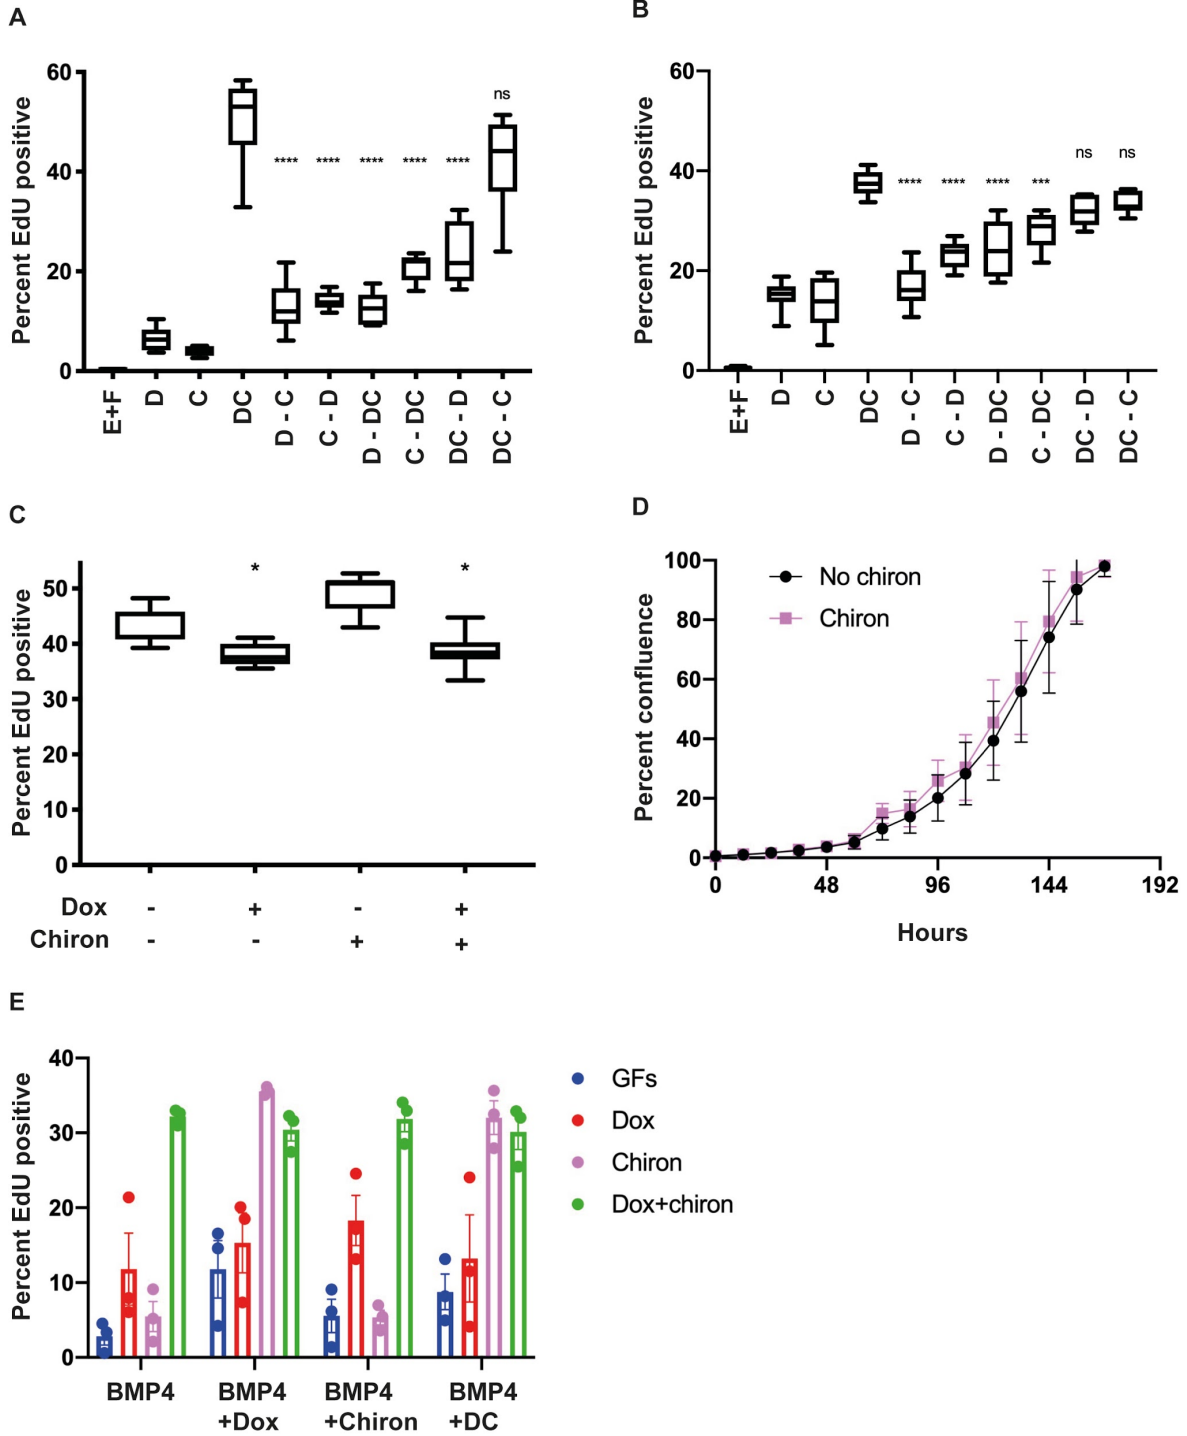 A
Percent EdU positive
60
40
20
0
**** **** **** **** **** ns
E+F D C DC D - C C - D D - DC C - DC DC - D DC - C
B
Percent EdU positive
60
40
20
0
**** **** **** *** ns ns
E+F D C DC D - C C - D D - DC C - DC DC - D DC - C
C
Percent EdU positive
50
40
30
20
10
0
* *
Dox - + - +
Chiron - - + +
D
Percent confluence
100
80
60
40
20
0
No chiron
Chiron
0 48 96 144 192
Hours
E
Percent EdU positive
40
30
20
10
0
BMP4
BMP4
+Dox
BMP4
+Chiron
BMP4
+DC
GFs
Dox
Chiron
Dox+chiron